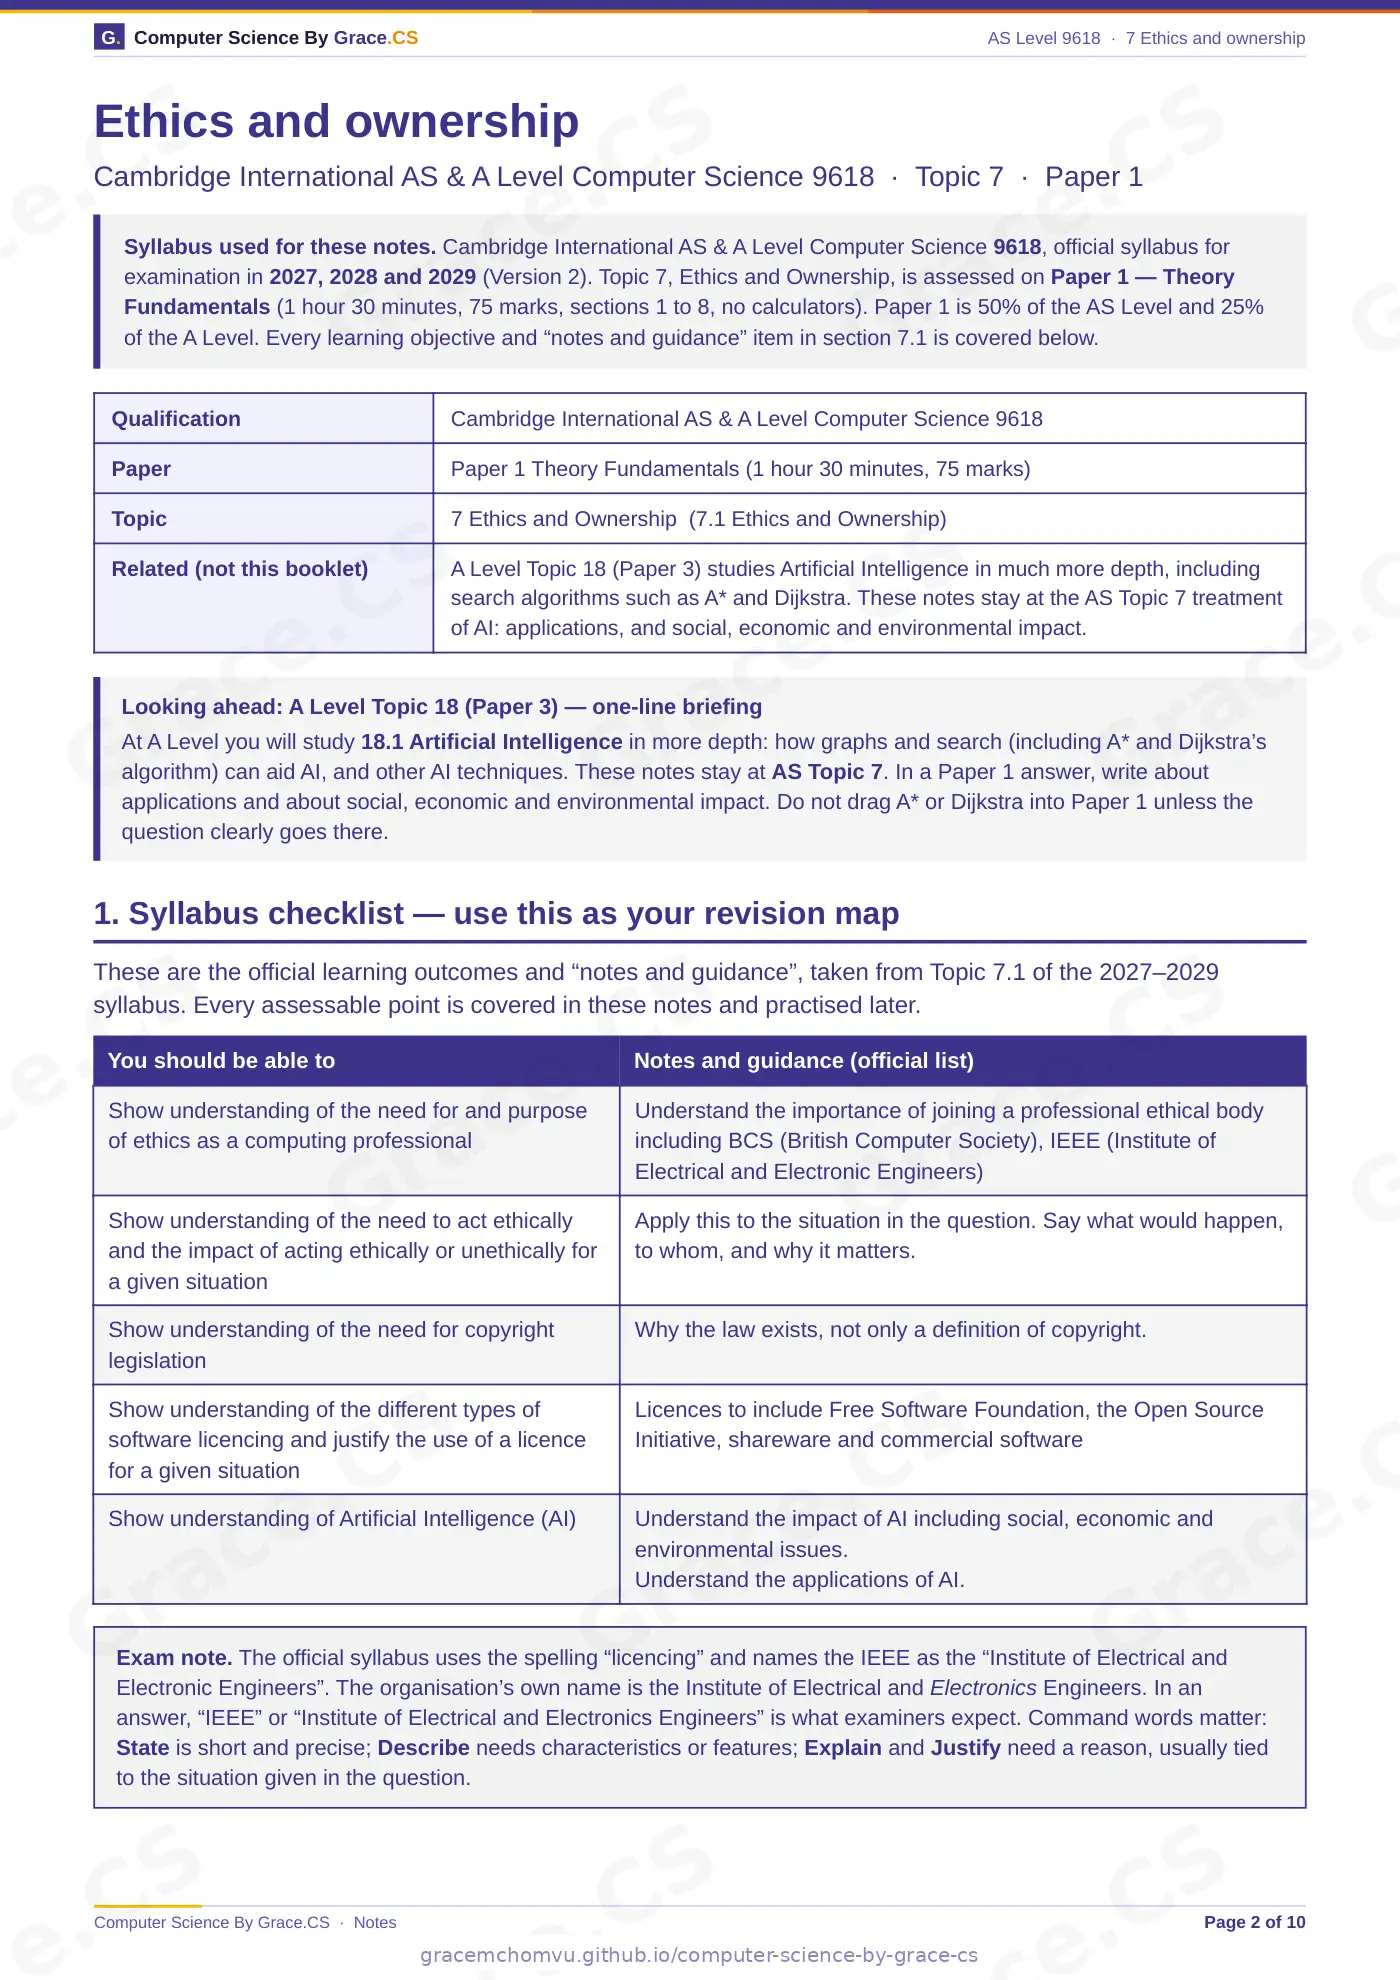 G. Computer Science By Grace.CS
AS Level 9618 · 7 Ethics and ownership
Ethics and ownership
Cambridge International AS & A Level Computer Science 9618 · Topic 7 · Paper 1
Syllabus used for these notes. Cambridge International AS & A Level Computer Science 9618, official syllabus for
examination in 2027, 2028 and 2029 (Version 2). Topic 7, Ethics and Ownership, is assessed on Paper 1 — Theory
Fundamentals (1 hour 30 minutes, 75 marks, sections 1 to 8, no calculators). Paper 1 is 50% of the AS Level and 25%
of the A Level. Every learning objective and “notes and guidance” item in section 7.1 is covered below.
Qualification
Cambridge International AS & A Level Computer Science 9618
Paper
Paper 1 Theory Fundamentals (1 hour 30 minutes, 75 marks)
Topic
7 Ethics and Ownership (7.1 Ethics and Ownership)
Related (not this booklet)
A Level Topic 18 (Paper 3) studies Artificial Intelligence in much more depth, including
search algorithms such as A* and Dijkstra. These notes stay at the AS Topic 7 treatment
of AI: applications, and social, economic and environmental impact.
Looking ahead: A Level Topic 18 (Paper 3) — one-line briefing
At A Level you will study 18.1 Artificial Intelligence in more depth: how graphs and search (including A* and Dijkstra’s
algorithm) can aid AI, and other AI techniques. These notes stay at AS Topic 7. In a Paper 1 answer, write about
applications and about social, economic and environmental impact. Do not drag A* or Dijkstra into Paper 1 unless the
question clearly goes there.
1. Syllabus checklist — use this as your revision map
These are the official learning outcomes and “notes and guidance”, taken from Topic 7.1 of the 2027–2029
syllabus. Every assessable point is covered in these notes and practised later.
You should be able to
Notes and guidance (official list)
Show understanding of the need for and purpose
of ethics as a computing professional
Understand the importance of joining a professional ethical body
including BCS (British Computer Society), IEEE (Institute of
Electrical and Electronic Engineers)
Show understanding of the need to act ethically
and the impact of acting ethically or unethically for
a given situation
Apply this to the situation in the question. Say what would happen,
to whom, and why it matters.
Show understanding of the need for copyright
legislation
Why the law exists, not only a definition of copyright.
Show understanding of the different types of
software licencing and justify the use of a licence
for a given situation
Licences to include Free Software Foundation, the Open Source
Initiative, shareware and commercial software
Show understanding of Artificial Intelligence (AI)
Understand the impact of AI including social, economic and
environmental issues.
Understand the applications of AI.
Exam note. The official syllabus uses the spelling “licencing” and names the IEEE as the “Institute of Electrical and
Electronic Engineers”. The organisation’s own name is the Institute of Electrical and Electronics Engineers. In an
answer, “IEEE” or “Institute of Electrical and Electronics Engineers” is what examiners expect. Command words matter:
State is short and precise; Describe needs characteristics or features; Explain and Justify need a reason, usually tied
to the situation given in the question.
Computer Science By Grace.CS · Notes
Page 2 of 10
gracemchomvu.github.io/computer-science-by-grace-cs